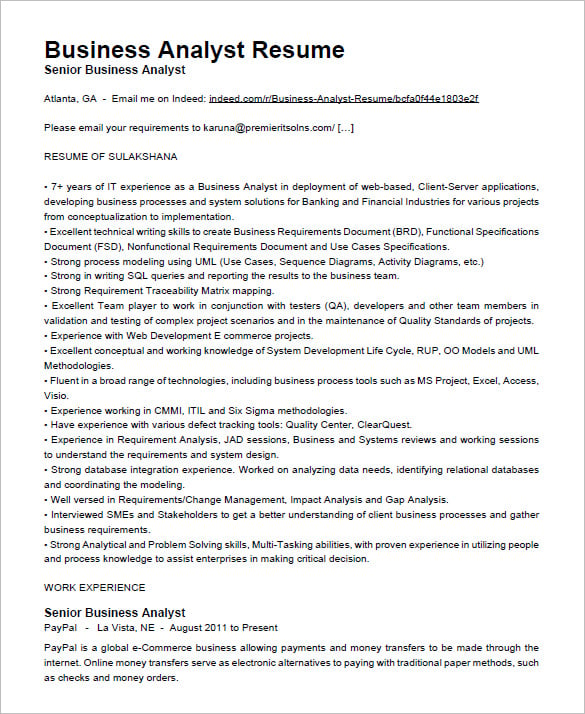 Business Analyst Resume
Senior Business Analyst
Atlanta, GA - Email me on Indeed: indeed.com/r/Business-Analyst-Resume/bcfa0f44e1803e2f
Please email your requirements to karuna@premieritsolns.com/ [...]
RESUME OF SULAKSHANA
• 7+ years of IT experience as a Business Analyst in deployment of web-based, Client-Server applications,
developing business processes and system solutions for Banking and Financial Industries for various projects
from conceptualization to implementation.
• Excellent technical writing skills to create Business Requirements Document (BRD), Functional Specifications
Document (FSD), Nonfunctional Requirements Document and Use Cases Specifications.
• Strong process modeling using UML (Use Cases, Sequence Diagrams, Activity Diagrams, etc.)
• Strong in writing SQL queries and reporting the results to the business team.
• Strong Requirement Traceability Matrix mapping.
• Excellent Team player to work in conjunction with testers (QA), developers and other team members in
validation and testing of complex project scenarios and in the maintenance of Quality Standards of projects.
• Experience with Web Development E commerce projects.
• Excellent conceptual and working knowledge of System Development Life Cycle, RUP, OO Models and UML
Methodologies.
• Fluent in a broad range of technologies, including business process tools such as MS Project, Excel, Access,
Visio.
• Experience working in CMMI, ITIL and Six Sigma methodologies.
• Have experience with various defect tracking tools: Quality Center, ClearQuest.
• Experience in Requirement Analysis, JAD sessions, Business and Systems reviews and working sessions
to understand the requirements and system design.
• Strong database integration experience. Worked on analyzing data needs, identifying relational databases
and coordinating the modeling.
• Well versed in Requirements/Change Management, Impact Analysis and Gap Analysis.
• Interviewed SMEs and Stakeholders to get a better understanding of client business processes and gather
business requirements.
• Strong Analytical and Problem Solving skills, Multi-Tasking abilities, with proven experience in utilizing people
and process knowledge to assist enterprises in making critical decision.
WORK EXPERIENCE
Senior Business Analyst
PayPal - La Vista, NE - August 2011 to Present
PayPal is a global e-Commerce business allowing payments and money transfers to be made through the
internet. Online money transfers serve as electronic alternatives to paying with traditional paper methods, such
as checks and money orders.